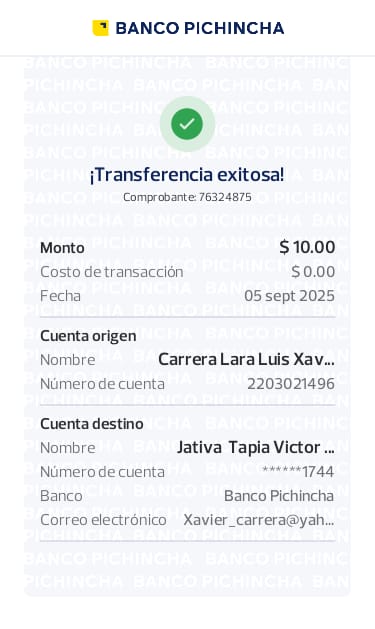 BANCO PICHINCHA
¡Transferencia exitosa!
Comprobante: 76324875
Monto $ 10.00
Costo de transacción $ 0.00
Fecha 05 sept 2025
Cuenta origen
Nombre Carrera Lara Luis Xav...
Número de cuenta 2203021496
Cuenta destino
Nombre Jativa Tapia Victor ...
Número de cuenta ******1744
Banco Banco Pichincha
Correo electrónico Xavier_carrera@yah...